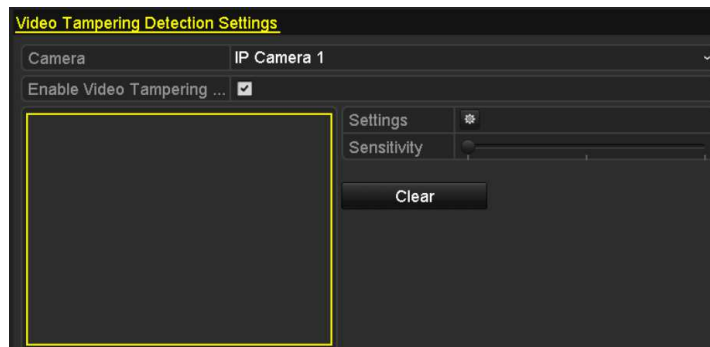 Video Tampering Detection Settings
Camera IP Camera 1
Enable Video Tampering ...
Settings
Sensitivity
Clear